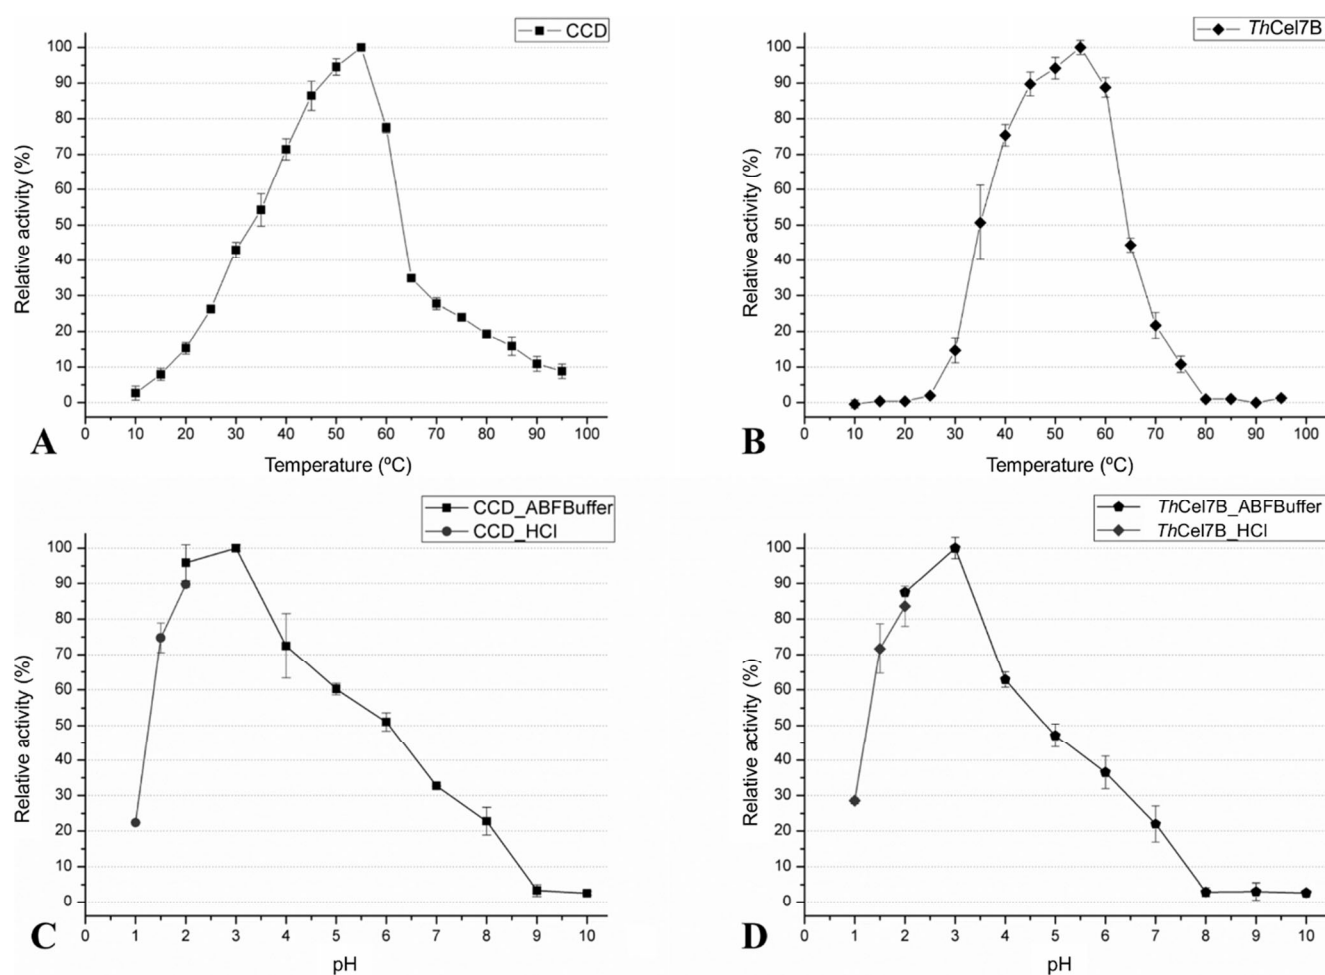 CCD
100
90
80
70
60
50
40
30
20
10
0
Relative activity (%)
0 10 20 30 40 50 60 70 80 90 100
Temperature (ºC)
A
ThCel7B
100
90
80
70
60
50
40
30
20
10
0
Relative activity (%)
0 10 20 30 40 50 60 70 80 90 100
Temperature (ºC)
B
CCD_ABFBuffer
CCD_HCl
100
90
80
70
60
50
40
30
20
10
0
Relative activity (%)
0 1 2 3 4 5 6 7 8 9 10
pH
C
ThCel7B_ABFBuffer
ThCel7B_HCl
100
90
80
70
60
50
40
30
20
10
0
Relative activity (%)
0 1 2 3 4 5 6 7 8 9 10
pH
D